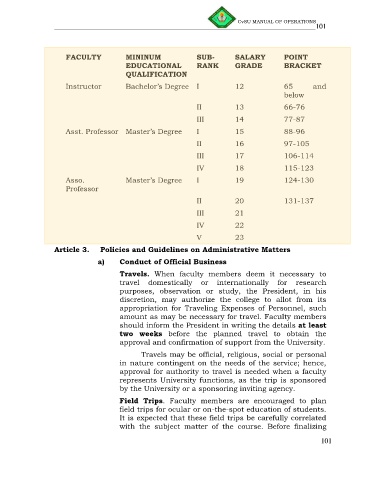 CvSU MANUAL OF OPERATIONS
101
FACULTY MININUM EDUCATIONAL QUALIFICATION SUB-RANK SALARY GRADE POINT BRACKET
Instructor Bachelor's Degree I 12 65 and below
II 13 66-76
III 14 77-87
Asst. Professor Master's Degree I 15 88-96
II 16 97-105
III 17 106-114
IV 18 115-123
Asso. Professor Master's Degree I 19 124-130
II 20 131-137
III 21
IV 22
V 23
Article 3. Policies and Guidelines on Administrative Matters
a) Conduct of Official Business
Travels. When faculty members deem it necessary to
travel domestically or internationally for research
purposes, observation or study, the President, in his
discretion, may authorize the college to allot from its
appropriation for Traveling Expenses of Personnel, such
amount as may be necessary for travel. Faculty members
should inform the President in writing the details at least
two weeks before the planned travel to obtain the
approval and confirmation of support from the University.
Travels may be official, religious, social or personal
in nature contingent on the needs of the service; hence,
approval for authority to travel is needed when a faculty
represents University functions, as the trip is sponsored
by the University or a sponsoring inviting agency.
Field Trips. Faculty members are encouraged to plan
field trips for ocular or on-the-spot education of students.
It is expected that these field trips be carefully correlated
with the subject matter of the course. Before finalizing
101